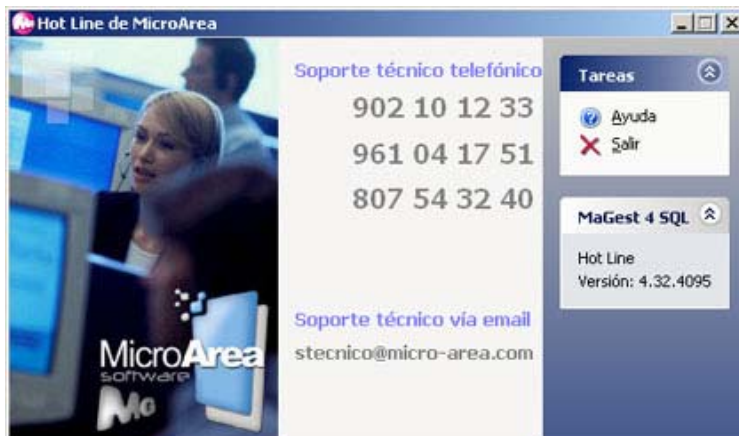 Hot Line de MicroArea
Soporte técnico telefónico
902 10 12 33
961 04 17 51
807 54 32 40
Soporte técnico vía email
stecnico@micro-area.com
MicroArea
software
Ma
Tareas
Ayuda
Salir
MaGest 4 SQL
Hot Line
Versión: 4.32.4095